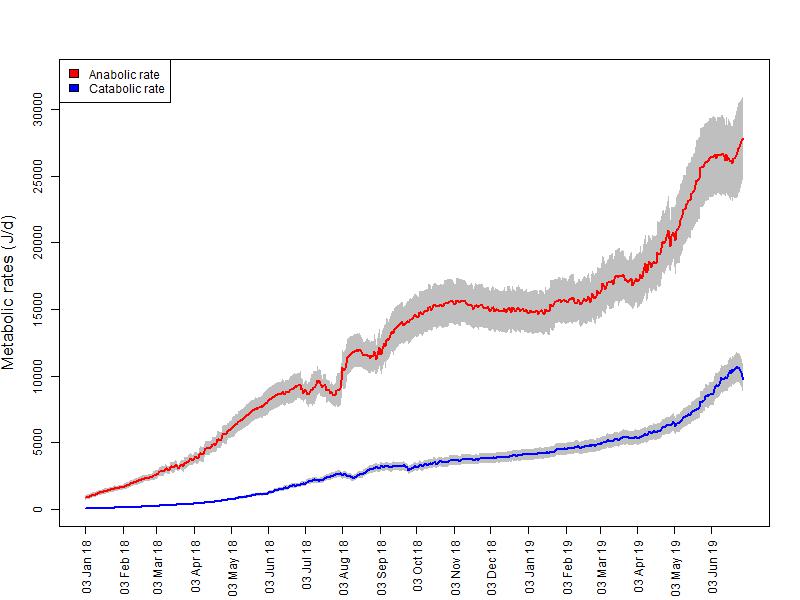 Anabolic rate
Catabolic rate
Metabolic rates (J/d)
30000
25000
20000
15000
10000
5000
0
03 Jan 18
03 Feb 18
03 Mar 18
03 Apr 18
03 May 18
03 Jun 18
03 Jul 18
03 Aug 18
03 Sep 18
03 Oct 18
03 Nov 18
03 Dec 18
03 Jan 19
03 Feb 19
03 Mar 19
03 Apr 19
03 May 19
03 Jun 19